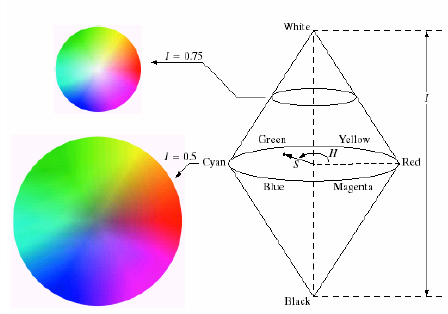 White
I = 0.75
I
Green
Yellow
I = 0.5
Cyan
S
H
Red
Blue
Magenta
Black